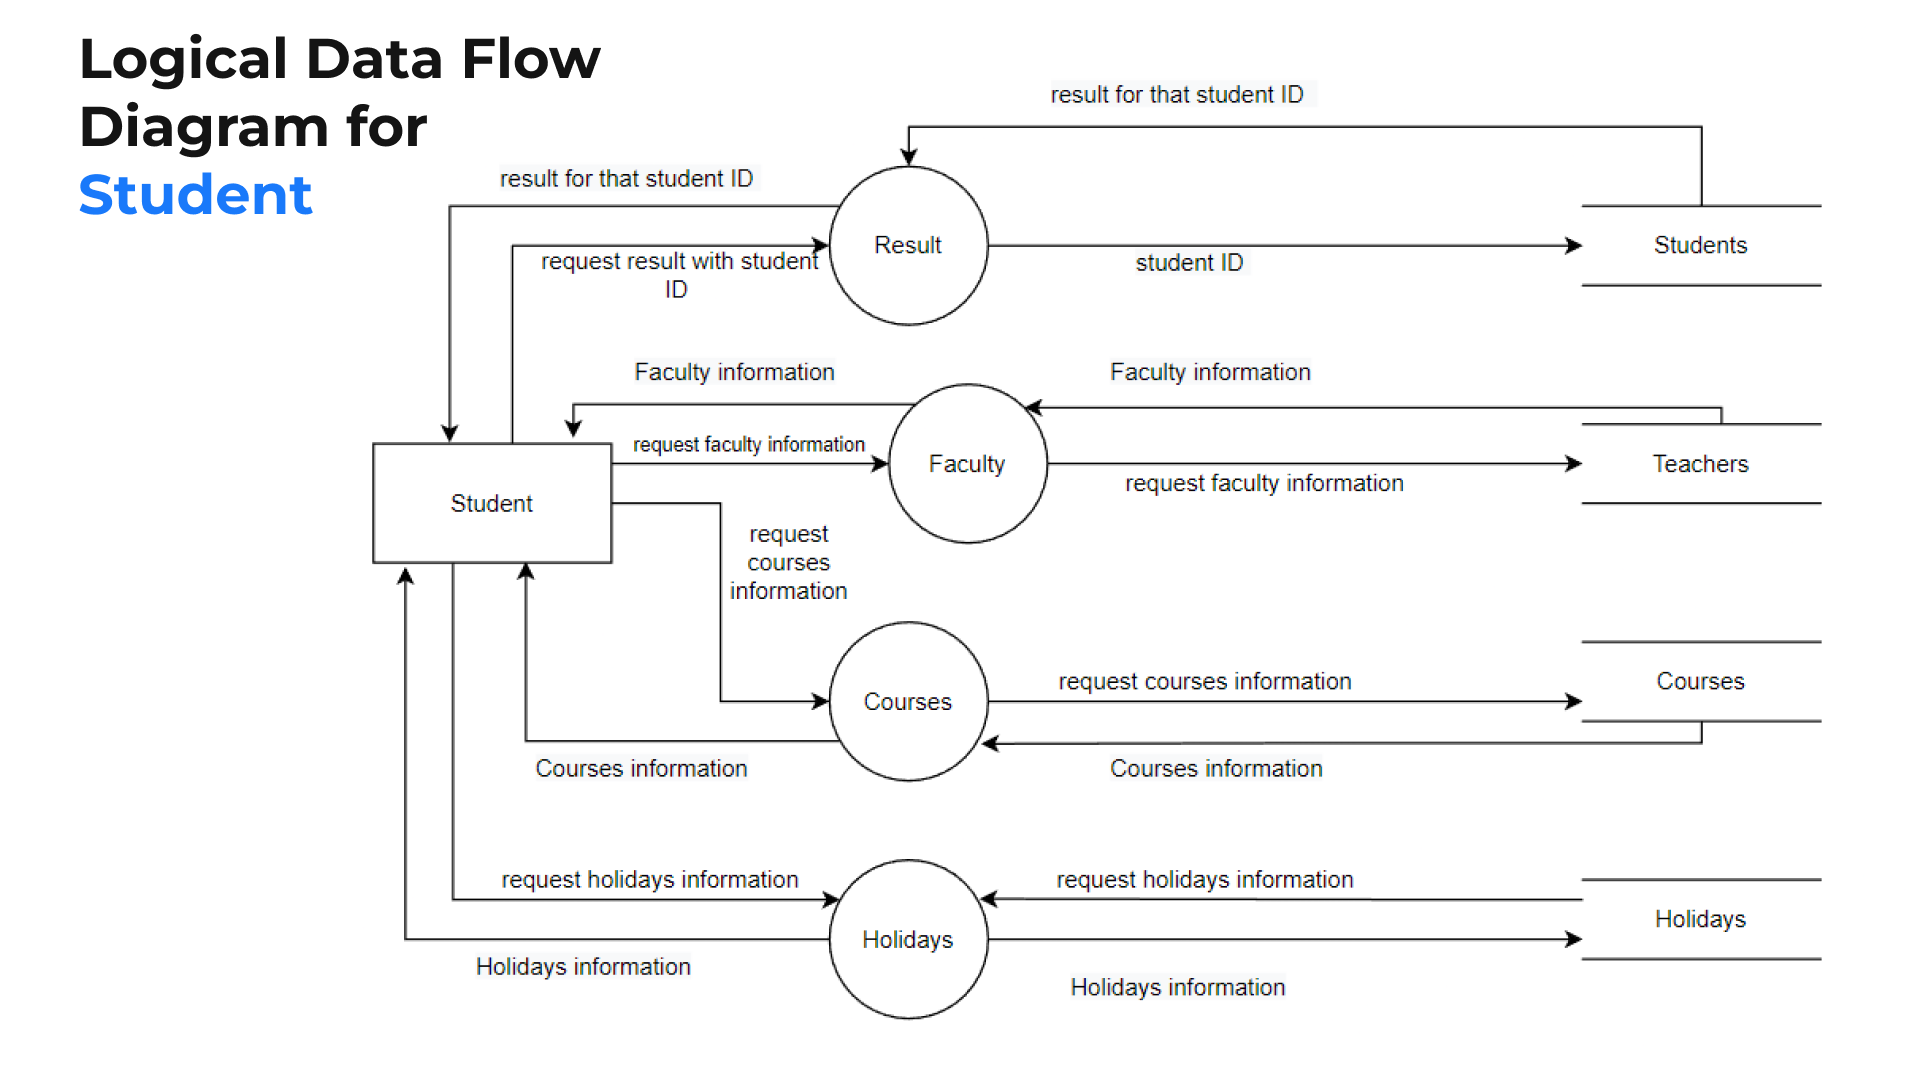 Logical Data Flow
Diagram for
Student
result for that student ID
result for that student ID
Result
Students
request result with student
ID
student ID
Faculty information
Faculty information
request faculty information
Faculty
Teachers
request faculty information
Student
request
courses
information
request courses information
Courses
Courses
Courses information
Courses information
request holidays information
request holidays information
Holidays
Holidays
Holidays information
Holidays information